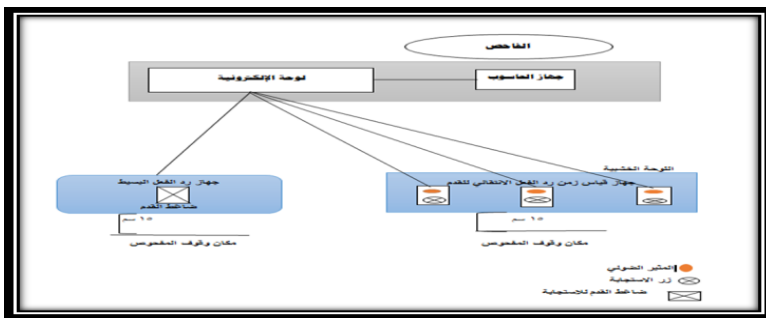 الفاحص
جهاز الحاسوب
لوحة الإلكترونية
اللوحة الخشبية
جهاز قياس زمن رد الفعل الانتقالي للقدم
جهاز رد الفعل البسيط
ضاغط القدم
١٥ سم
١٥ سم
مكان وقوف المفحوص
مكان وقوف المفحوص
المثير الضوئي
زر الاستجابة
ضاغط القدم للاستجابة